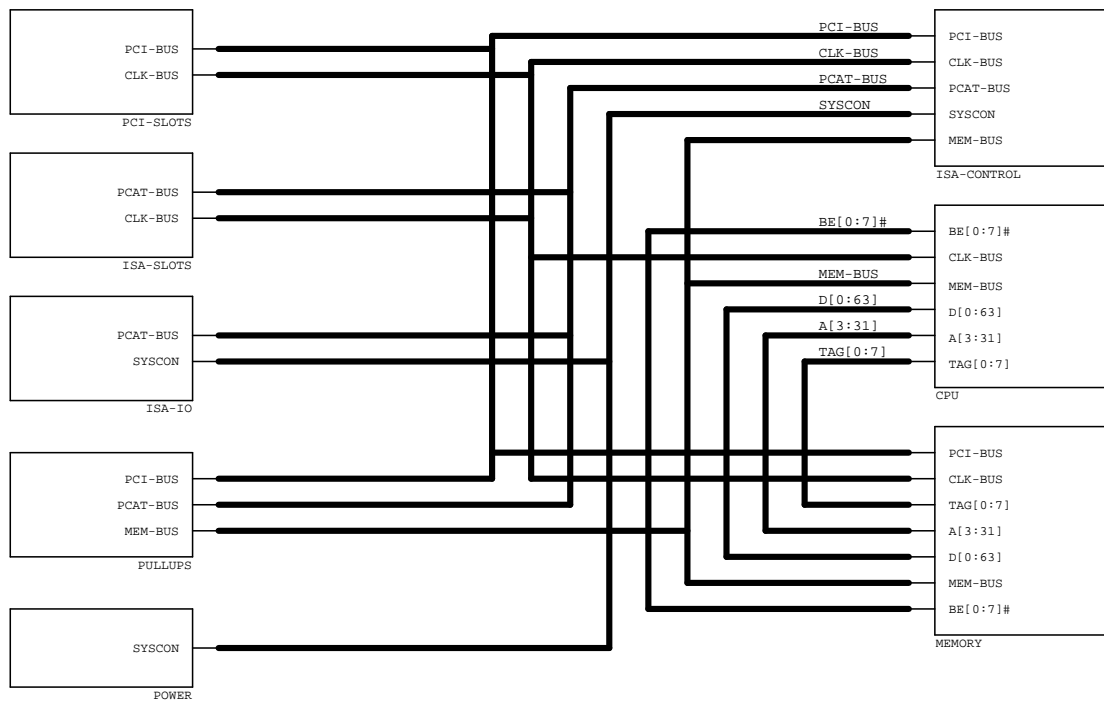 PCI-BUS
CLK-BUS
PCI-SLOTS
PCAT-BUS
CLK-BUS
ISA-SLOTS
PCAT-BUS
SYSCON
ISA-IO
PCI-BUS
PCAT-BUS
MEM-BUS
PULLUPS
SYSCON
POWER
PCI-BUS
CLK-BUS
PCAT-BUS
SYSCON
BE[0:7]#
MEM-BUS
D[0:63]
A[3:31]
TAG[0:7]
PCI-BUS
CLK-BUS
PCAT-BUS
SYSCON
MEM-BUS
ISA-CONTROL
BE[0:7]#
CLK-BUS
MEM-BUS
D[0:63]
A[3:31]
TAG[0:7]
CPU
PCI-BUS
CLK-BUS
TAG[0:7]
A[3:31]
D[0:63]
MEM-BUS
BE[0:7]#
MEMORY